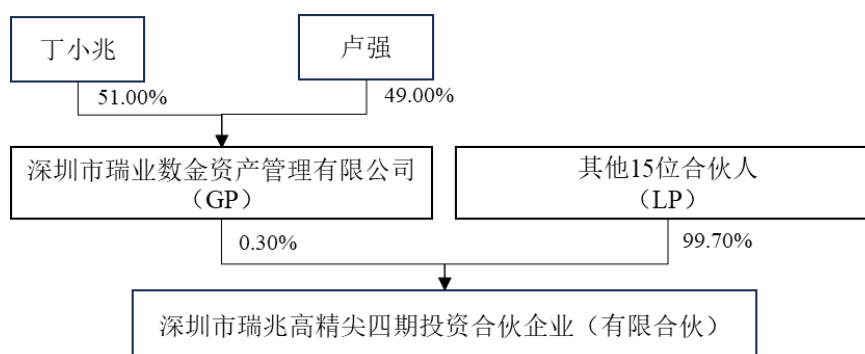 丁小兆
卢强
51.00%
49.00%
深圳市瑞业数金资产管理有限公司
（GP）
其他15位合伙人
（LP）
0.30%
99.70%
深圳市瑞兆高精尖四期投资合伙企业（有限合伙）